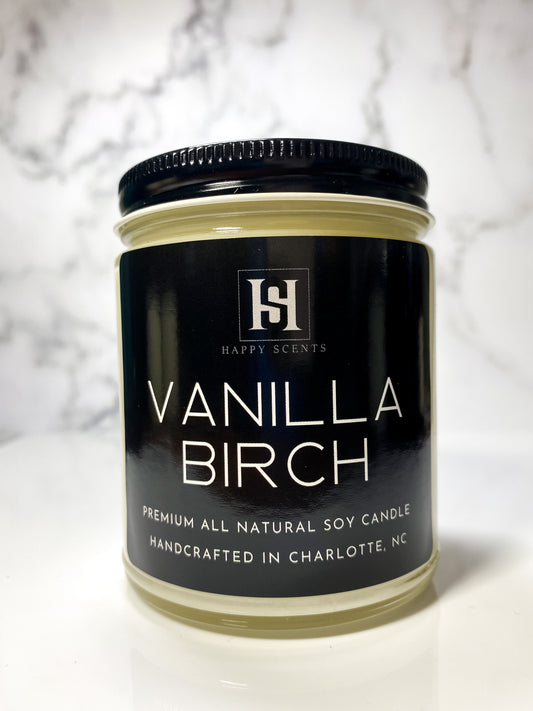 HS
HAPPY SCENTS
VANILLA
BIRCH
PREMIUM ALL NATURAL SOY CANDLE
HANDCRAFTED IN CHARLOTTE, NC